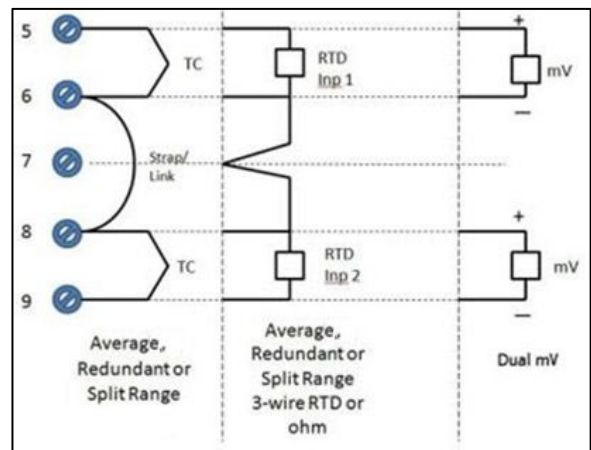 5
TC
RTD
Inp 1
+
mV
—
6
7
Strap/
Link
8
TC
RTD
Inp 2
+
mV
—
9
Average,
Redundant or
Split Range
Average,
Redundant or
Split Range
3-wire RTD or
ohm
Dual mV